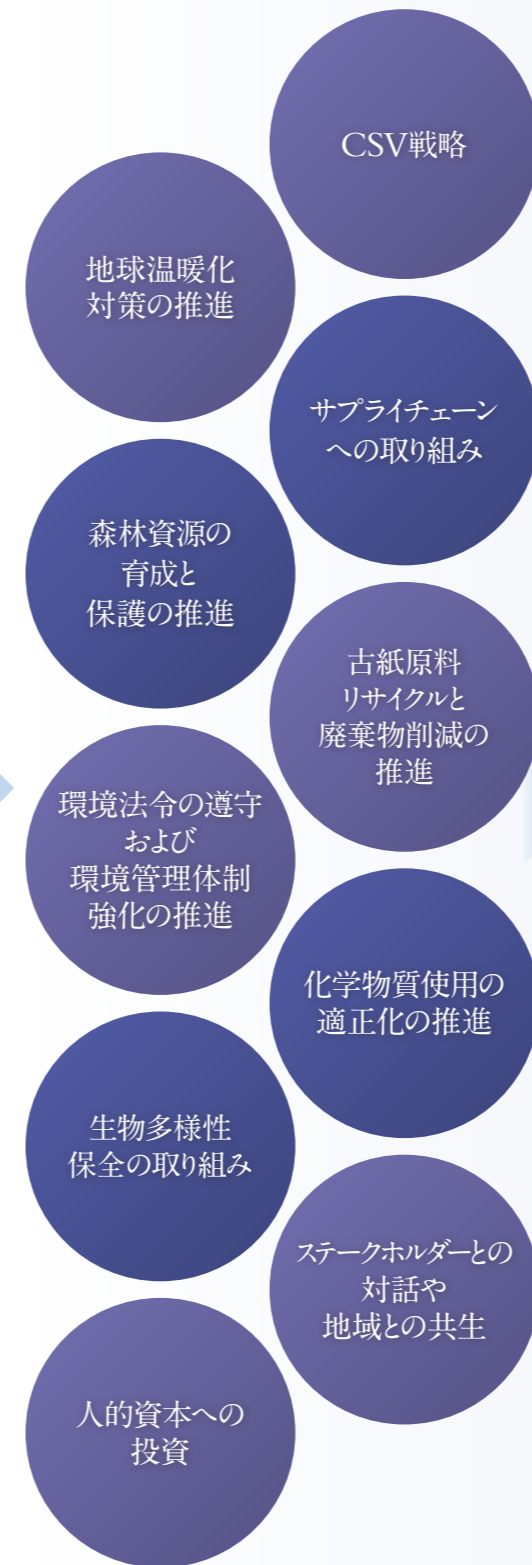 CSV戦略
地球温暖化
対策の推進
サプライチェーン
への取り組み
森林資源の
育成と
保護の推進
古紙原料
リサイクルと
廃棄物削減の
推進
環境法令の遵守
および
環境管理体制
強化の推進
化学物質使用の
適正化の推進
生物多様性
保全の取り組み
ステークホルダーとの
対話や
地域との共生
人的資本への
投資